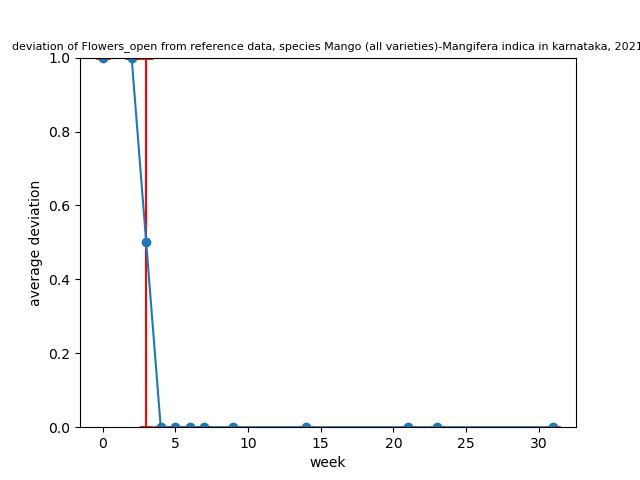 deviation of Flowers_open from reference data, species Mango (all varieties)-Mangifera indica in karnataka, 2021
1.0
0.8
0.6
0.4
0.2
0.0
average deviation
0 5 10 15 20 25 30
week